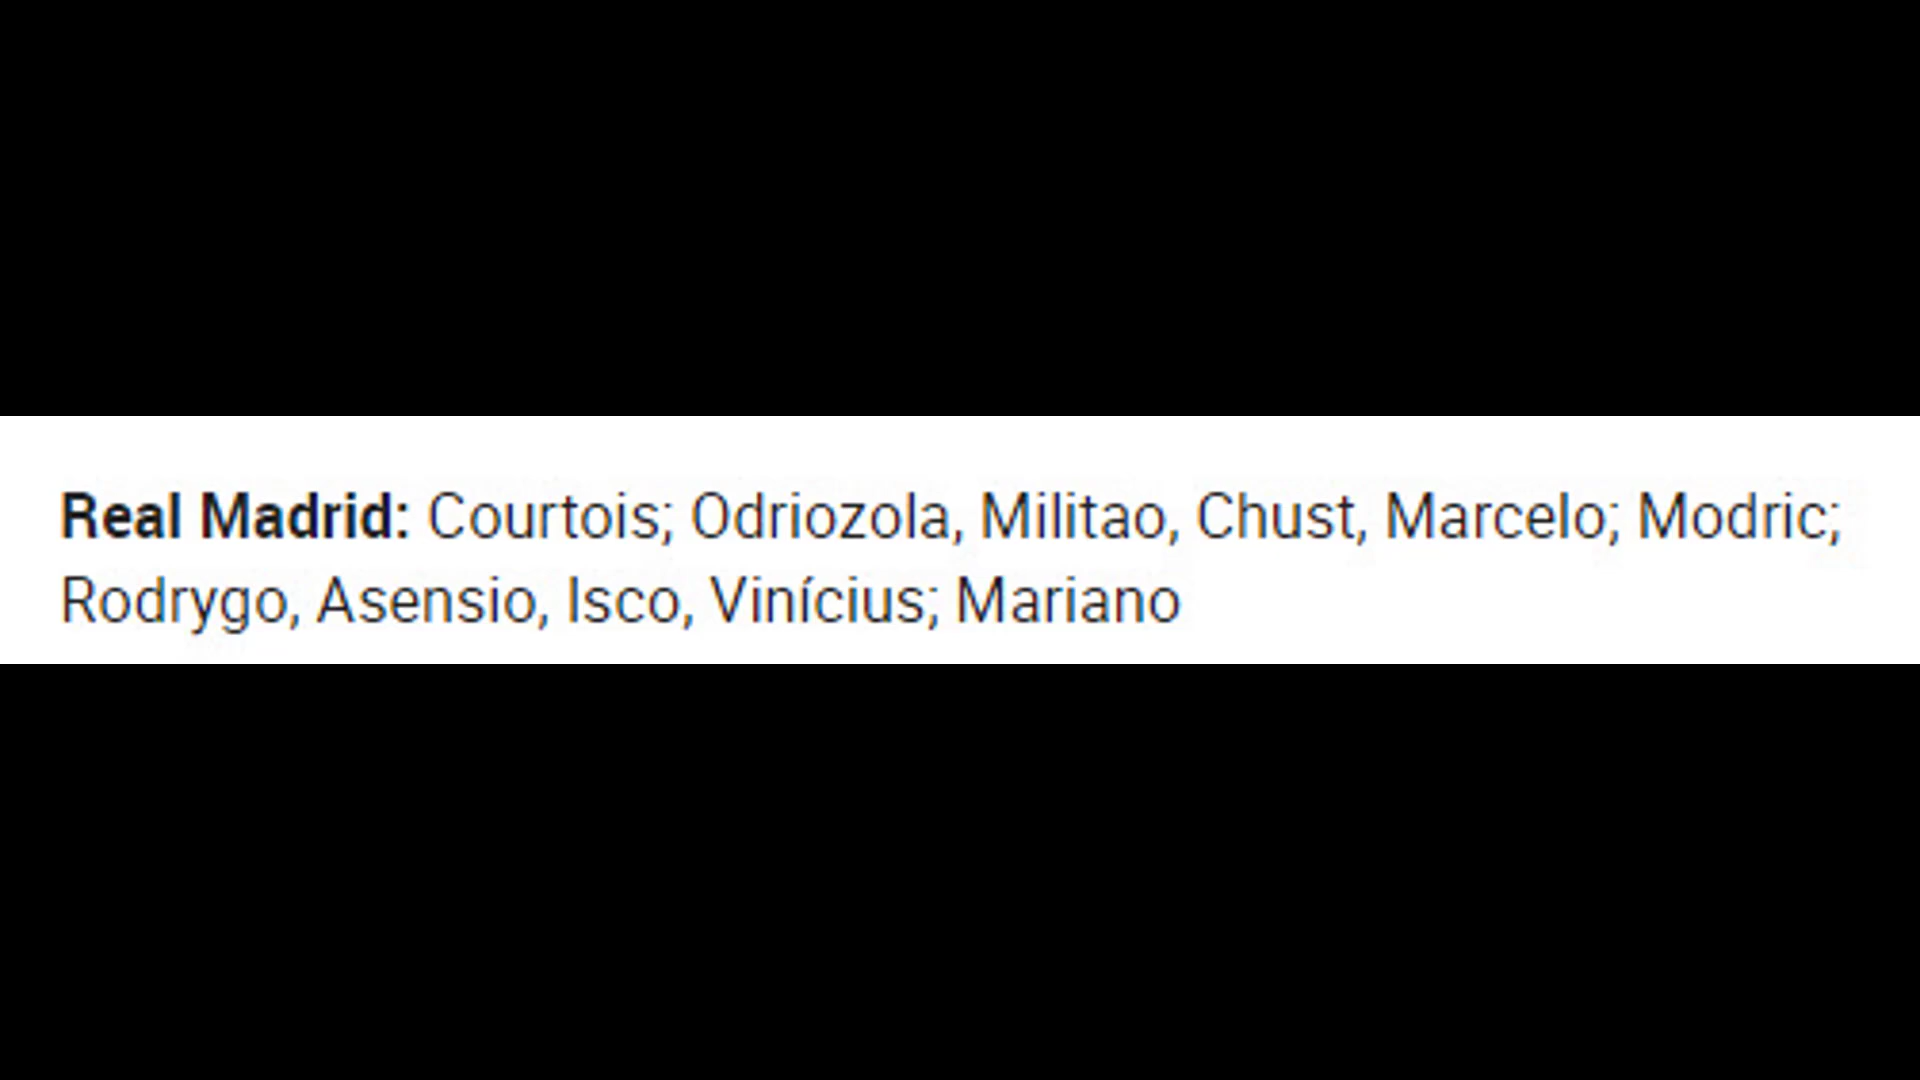 Real Madrid: Courtois; Odriozola, Militao, Chust, Marcelo; Modric;
Rodrygo, Asensio, Isco, Vinícius; Mariano